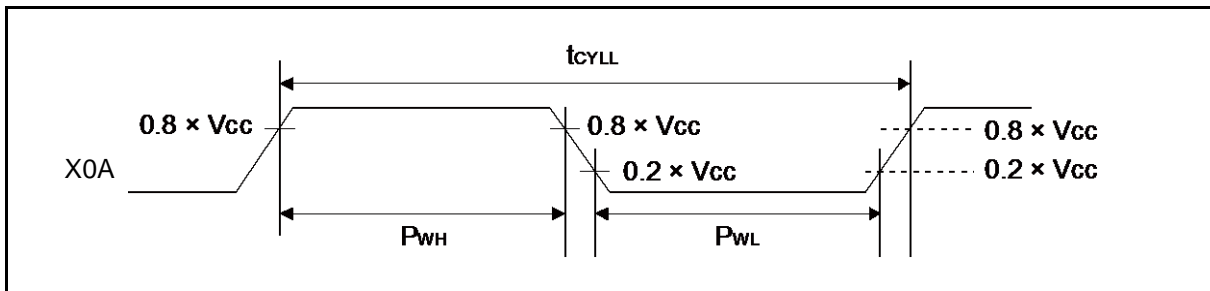 tCYLL
0.8 × Vcc
0.8 × Vcc
0.8 × Vcc
X0A
0.2 × Vcc
0.2 × Vcc
PWH
PWL